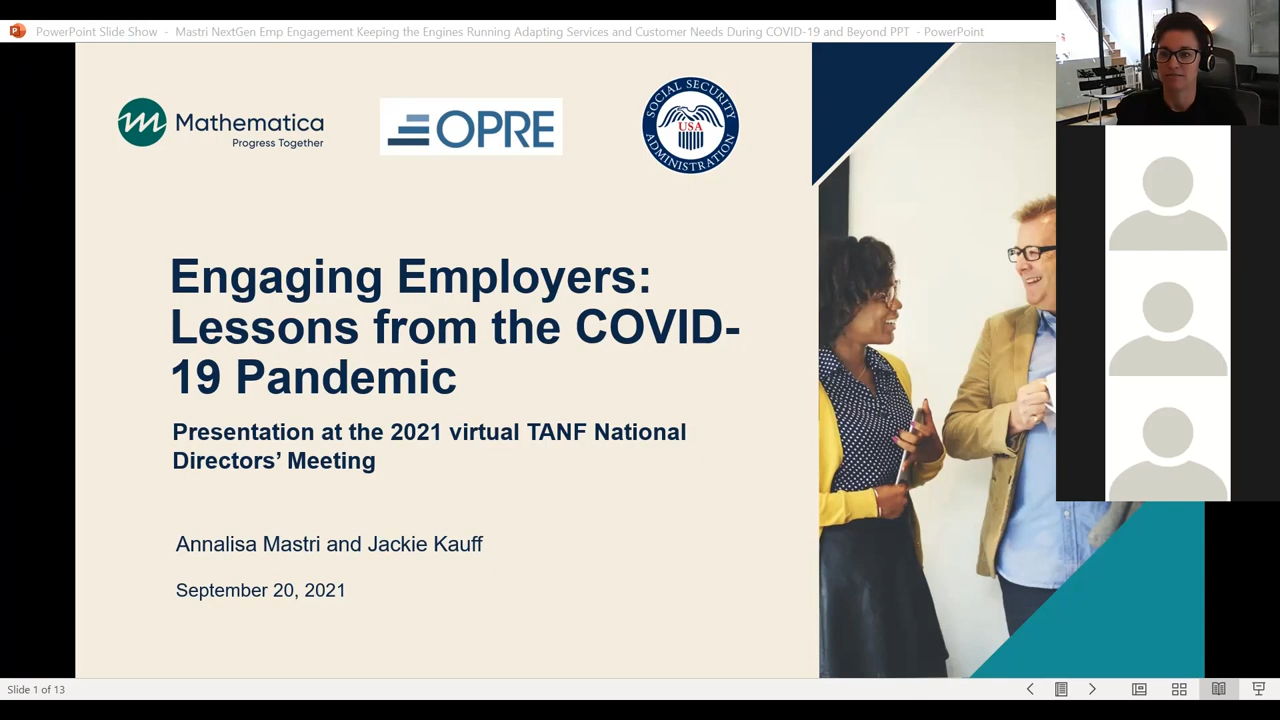 PowerPoint Slide Show - Mastri NextGen Emp Engagement Keeping the Engines Running Adapting Services and Customer Needs During COVID-19 and Beyond PPT - PowerPoint
Mathematica
Progress Together
OPRE
SOCIAL SECURITY
USA
ADMINISTRATION
Engaging Employers:
Lessons from the COVID-
19 Pandemic
Presentation at the 2021 virtual TANF National
Directors’ Meeting
Annalisa Mastri and Jackie Kauff
September 20, 2021
Slide 1 of 13